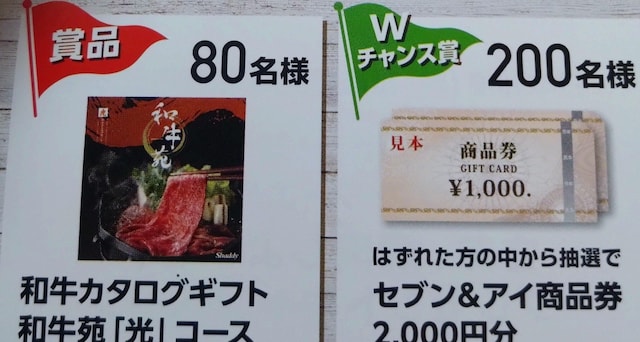 賞品
80名様
和牛苑
Shaddy
和牛カタログギフト
和牛苑「光」コース
Wチャンス賞
200名様
見本
商品券
GIFT CARD
¥1,000.
はずれた方の中から抽選で
セブン&アイ商品券
2,000円分